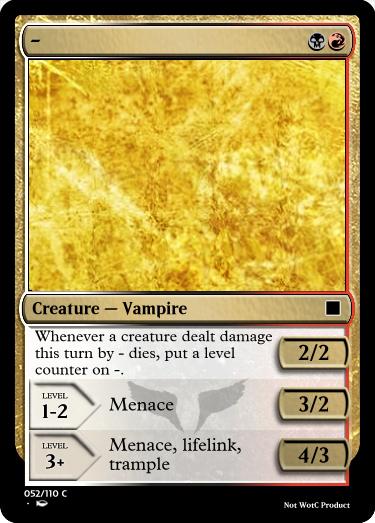 -
Creature — Vampire
Whenever a creature dealt damage
this turn by - dies, put a level
counter on -.
2/2
LEVEL
1-2
Menace
3/2
LEVEL
3+
Menace, lifelink,
trample
4/3
052/110 C
Not WotC Product